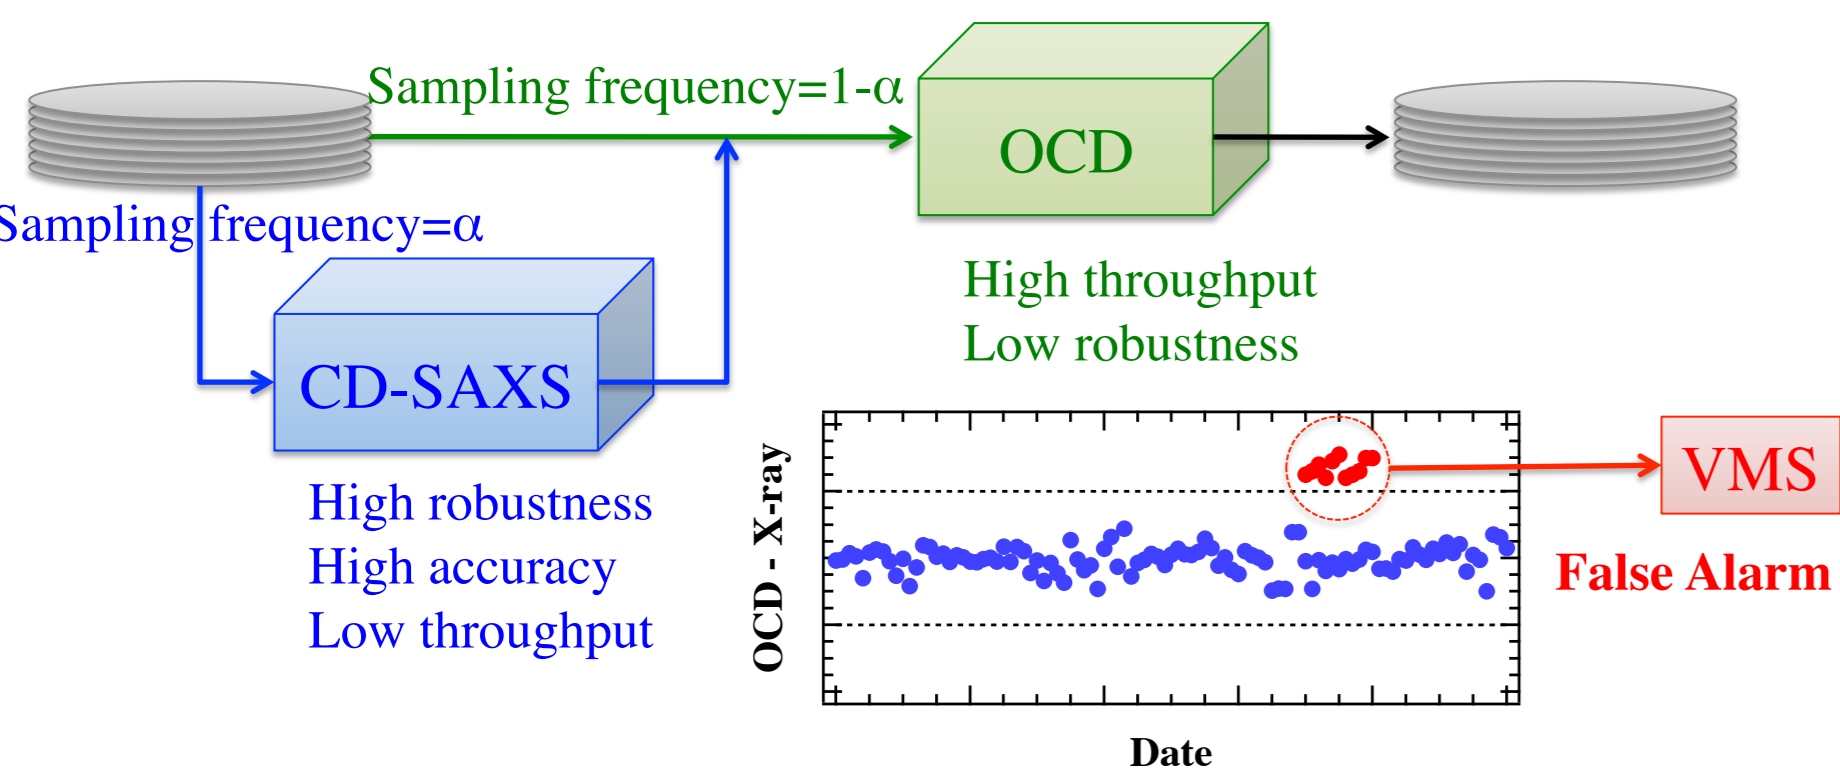 Sampling frequency=1-α
OCD
Sampling frequency=α
High throughput
Low robustness
CD-SAXS
High robustness
High accuracy
Low throughput
OCD - X-ray
Date
VMS
False Alarm